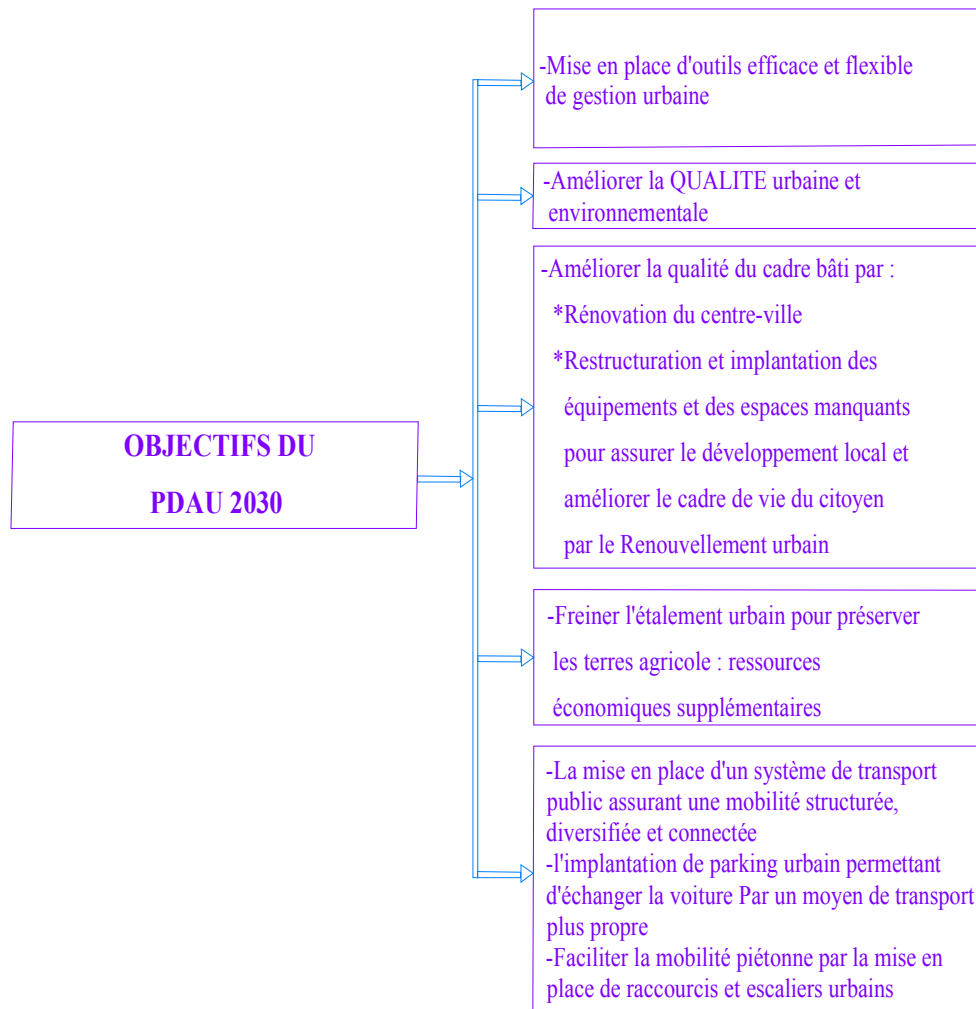 -Mise en place d'outils efficace et flexible
de gestion urbaine
-Améliorer la QUALITE urbaine et
environnementale
-Améliorer la qualité du cadre bâti par :
*Rénovation du centre-ville
*Restructuration et implantation des
équipements et des espaces manquants
pour assurer le développement local et
améliorer le cadre de vie du citoyen
par le Renouvellement urbain
OBJECTIFS DU
PDAU 2030
-Freiner l'étalement urbain pour préserver
les terres agricole : ressources
économiques supplémentaires
-La mise en place d'un système de transport
public assurant une mobilité structurée,
diversifiée et connectée
-l'implantation de parking urbain permettant
d'échanger la voiture Par un moyen de transport
plus propre
-Faciliter la mobilité piétonne par la mise en
place de raccourcis et escaliers urbains